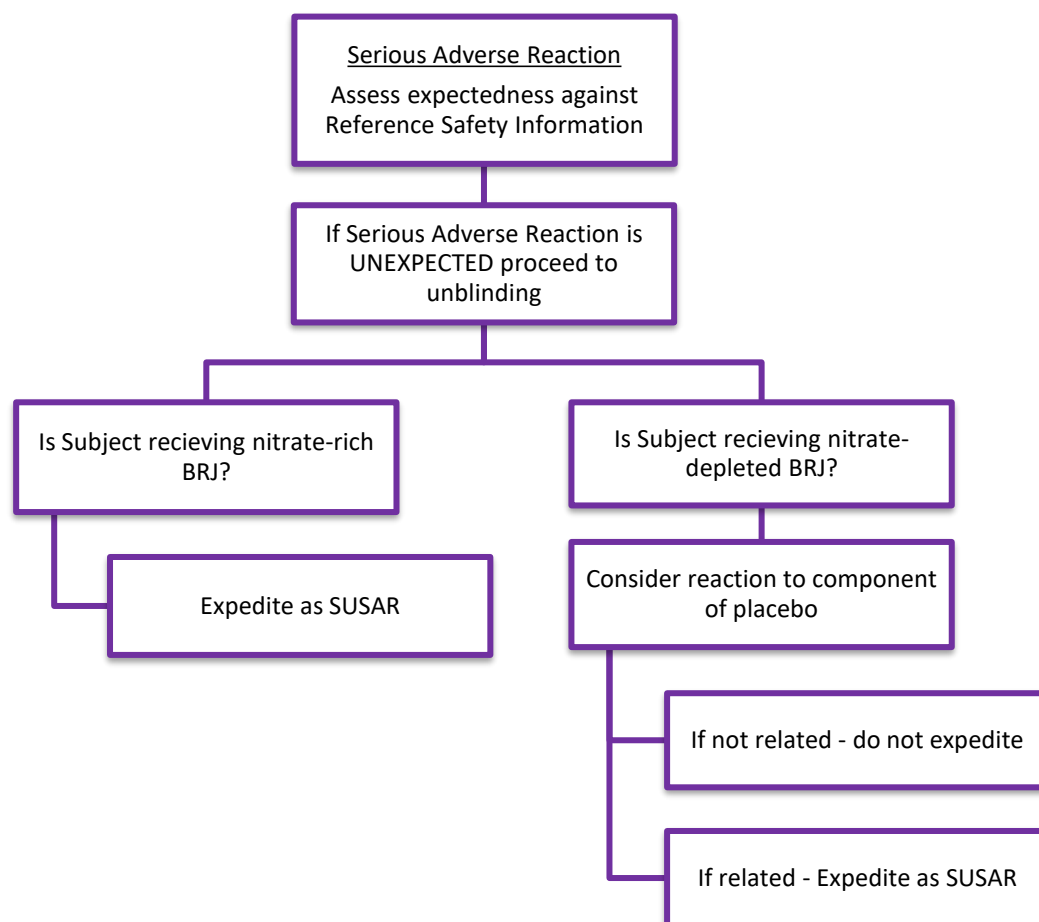 Serious Adverse Reaction
Assess expectedness against
Reference Safety Information
If Serious Adverse Reaction is
UNEXPECTED proceed to
unblinding
Is Subject recieving nitrate-rich
BRJ?
Expedite as SUSAR
Is Subject recieving nitrate-
depleted BRJ?
Consider reaction to component
of placebo
If not related - do not expedite
If related - Expedite as SUSAR